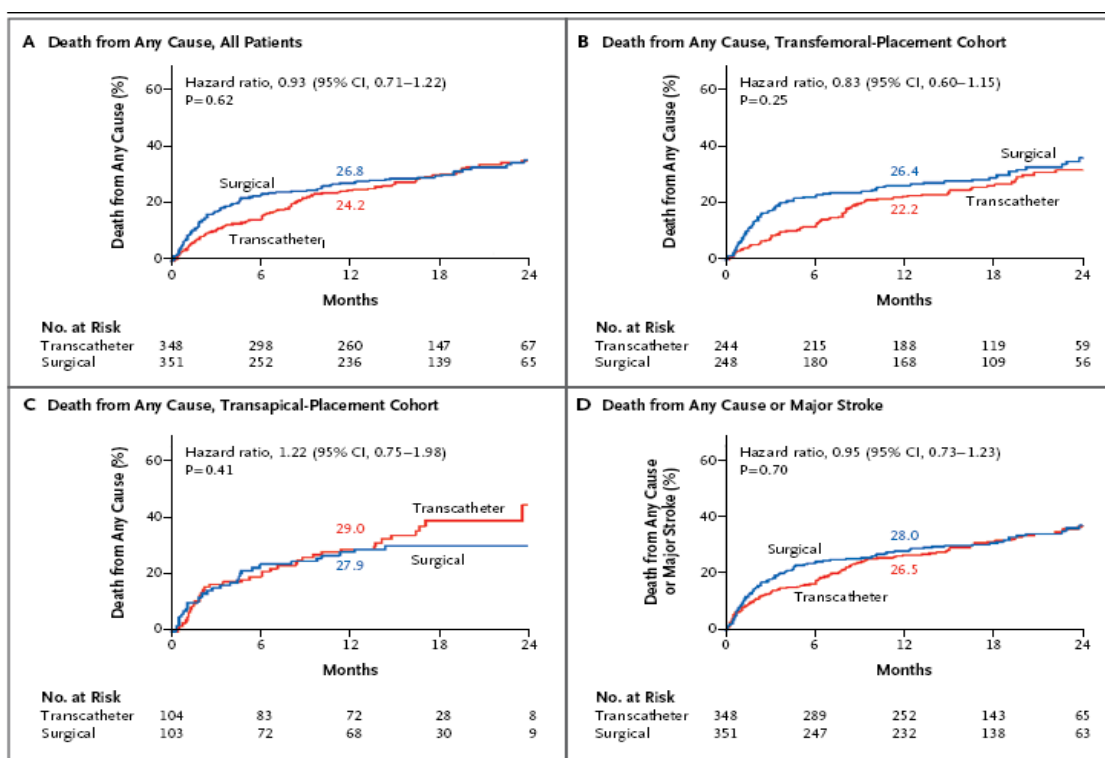 A Death from Any Cause, All Patients
Death from Any Cause (%)
60
40
20
0
Hazard ratio, 0.93 (95% CI, 0.71–1.22)
P=0.62
Surgical
26.8
24.2
Transcatheter
0 6 12 18 24
Months
No. at Risk
Transcatheter 348 298 260 147 67
Surgical 351 252 236 139 65
B Death from Any Cause, Transfemoral-Placement Cohort
Death from Any Cause (%)
60
40
20
0
Hazard ratio, 0.83 (95% CI, 0.60–1.15)
P=0.25
Surgical
26.4
22.2
Transcatheter
0 6 12 18 24
Months
No. at Risk
Transcatheter 244 215 188 119 59
Surgical 248 180 168 109 56
C Death from Any Cause, Transapical-Placement Cohort
Death from Any Cause (%)
60
40
20
0
Hazard ratio, 1.22 (95% CI, 0.75–1.98)
P=0.41
Transcatheter
29.0
27.9
Surgical
0 6 12 18 24
Months
No. at Risk
Transcatheter 104 83 72 28 8
Surgical 103 72 68 30 9
D Death from Any Cause or Major Stroke
Death from Any Cause
or Major Stroke (%)
60
40
20
0
Hazard ratio, 0.95 (95% CI, 0.73–1.23)
P=0.70
Surgical
28.0
26.5
Transcatheter
0 6 12 18 24
Months
No. at Risk
Transcatheter 348 289 252 143 65
Surgical 351 247 232 138 63